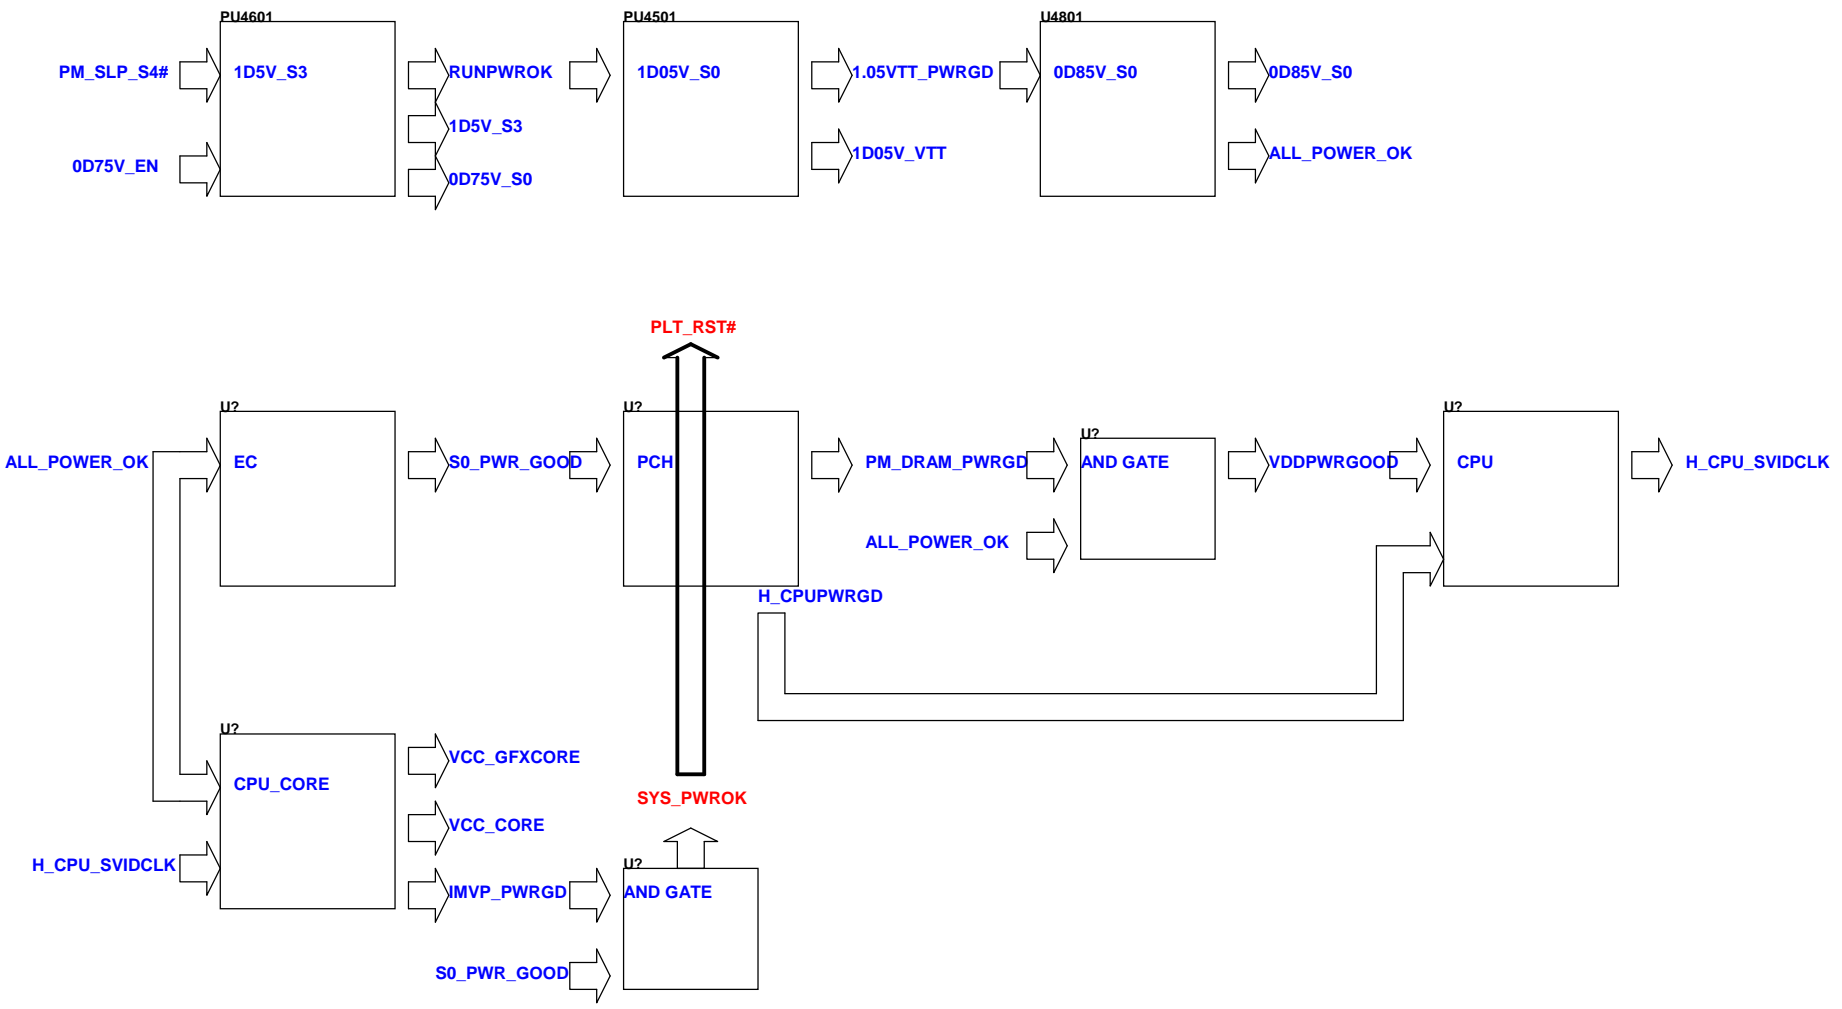 PU4601
PU4501
U4801
PM_SLP_S4#
1D5V_S3
RUNPWROK
1D05V_S0
1.05VTT_PWRGD
0D85V_S0
0D85V_S0
1D5V_S3
0D75V_EN
0D75V_S0
1D05V_VTT
ALL_POWER_OK
PLT_RST#
U?
U?
U?
U?
ALL_POWER_OK
EC
S0_PWR_GOOD
PCH
PM_DRAM_PWRGD
AND GATE
VDDPWRGOOD
CPU
H_CPU_SVIDCLK
ALL_POWER_OK
H_CPUPWRGD
U?
CPU_CORE
VCC_GFXCORE
SYS_PWROK
VCC_CORE
U?
H_CPU_SVIDCLK
IMVP_PWRGD
AND GATE
S0_PWR_GOOD